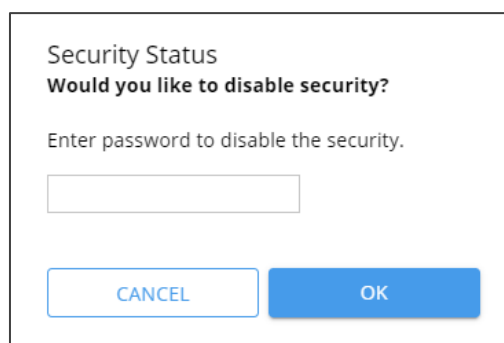 Security Status
Would you like to disable security?
Enter password to disable the security.
CANCEL
OK